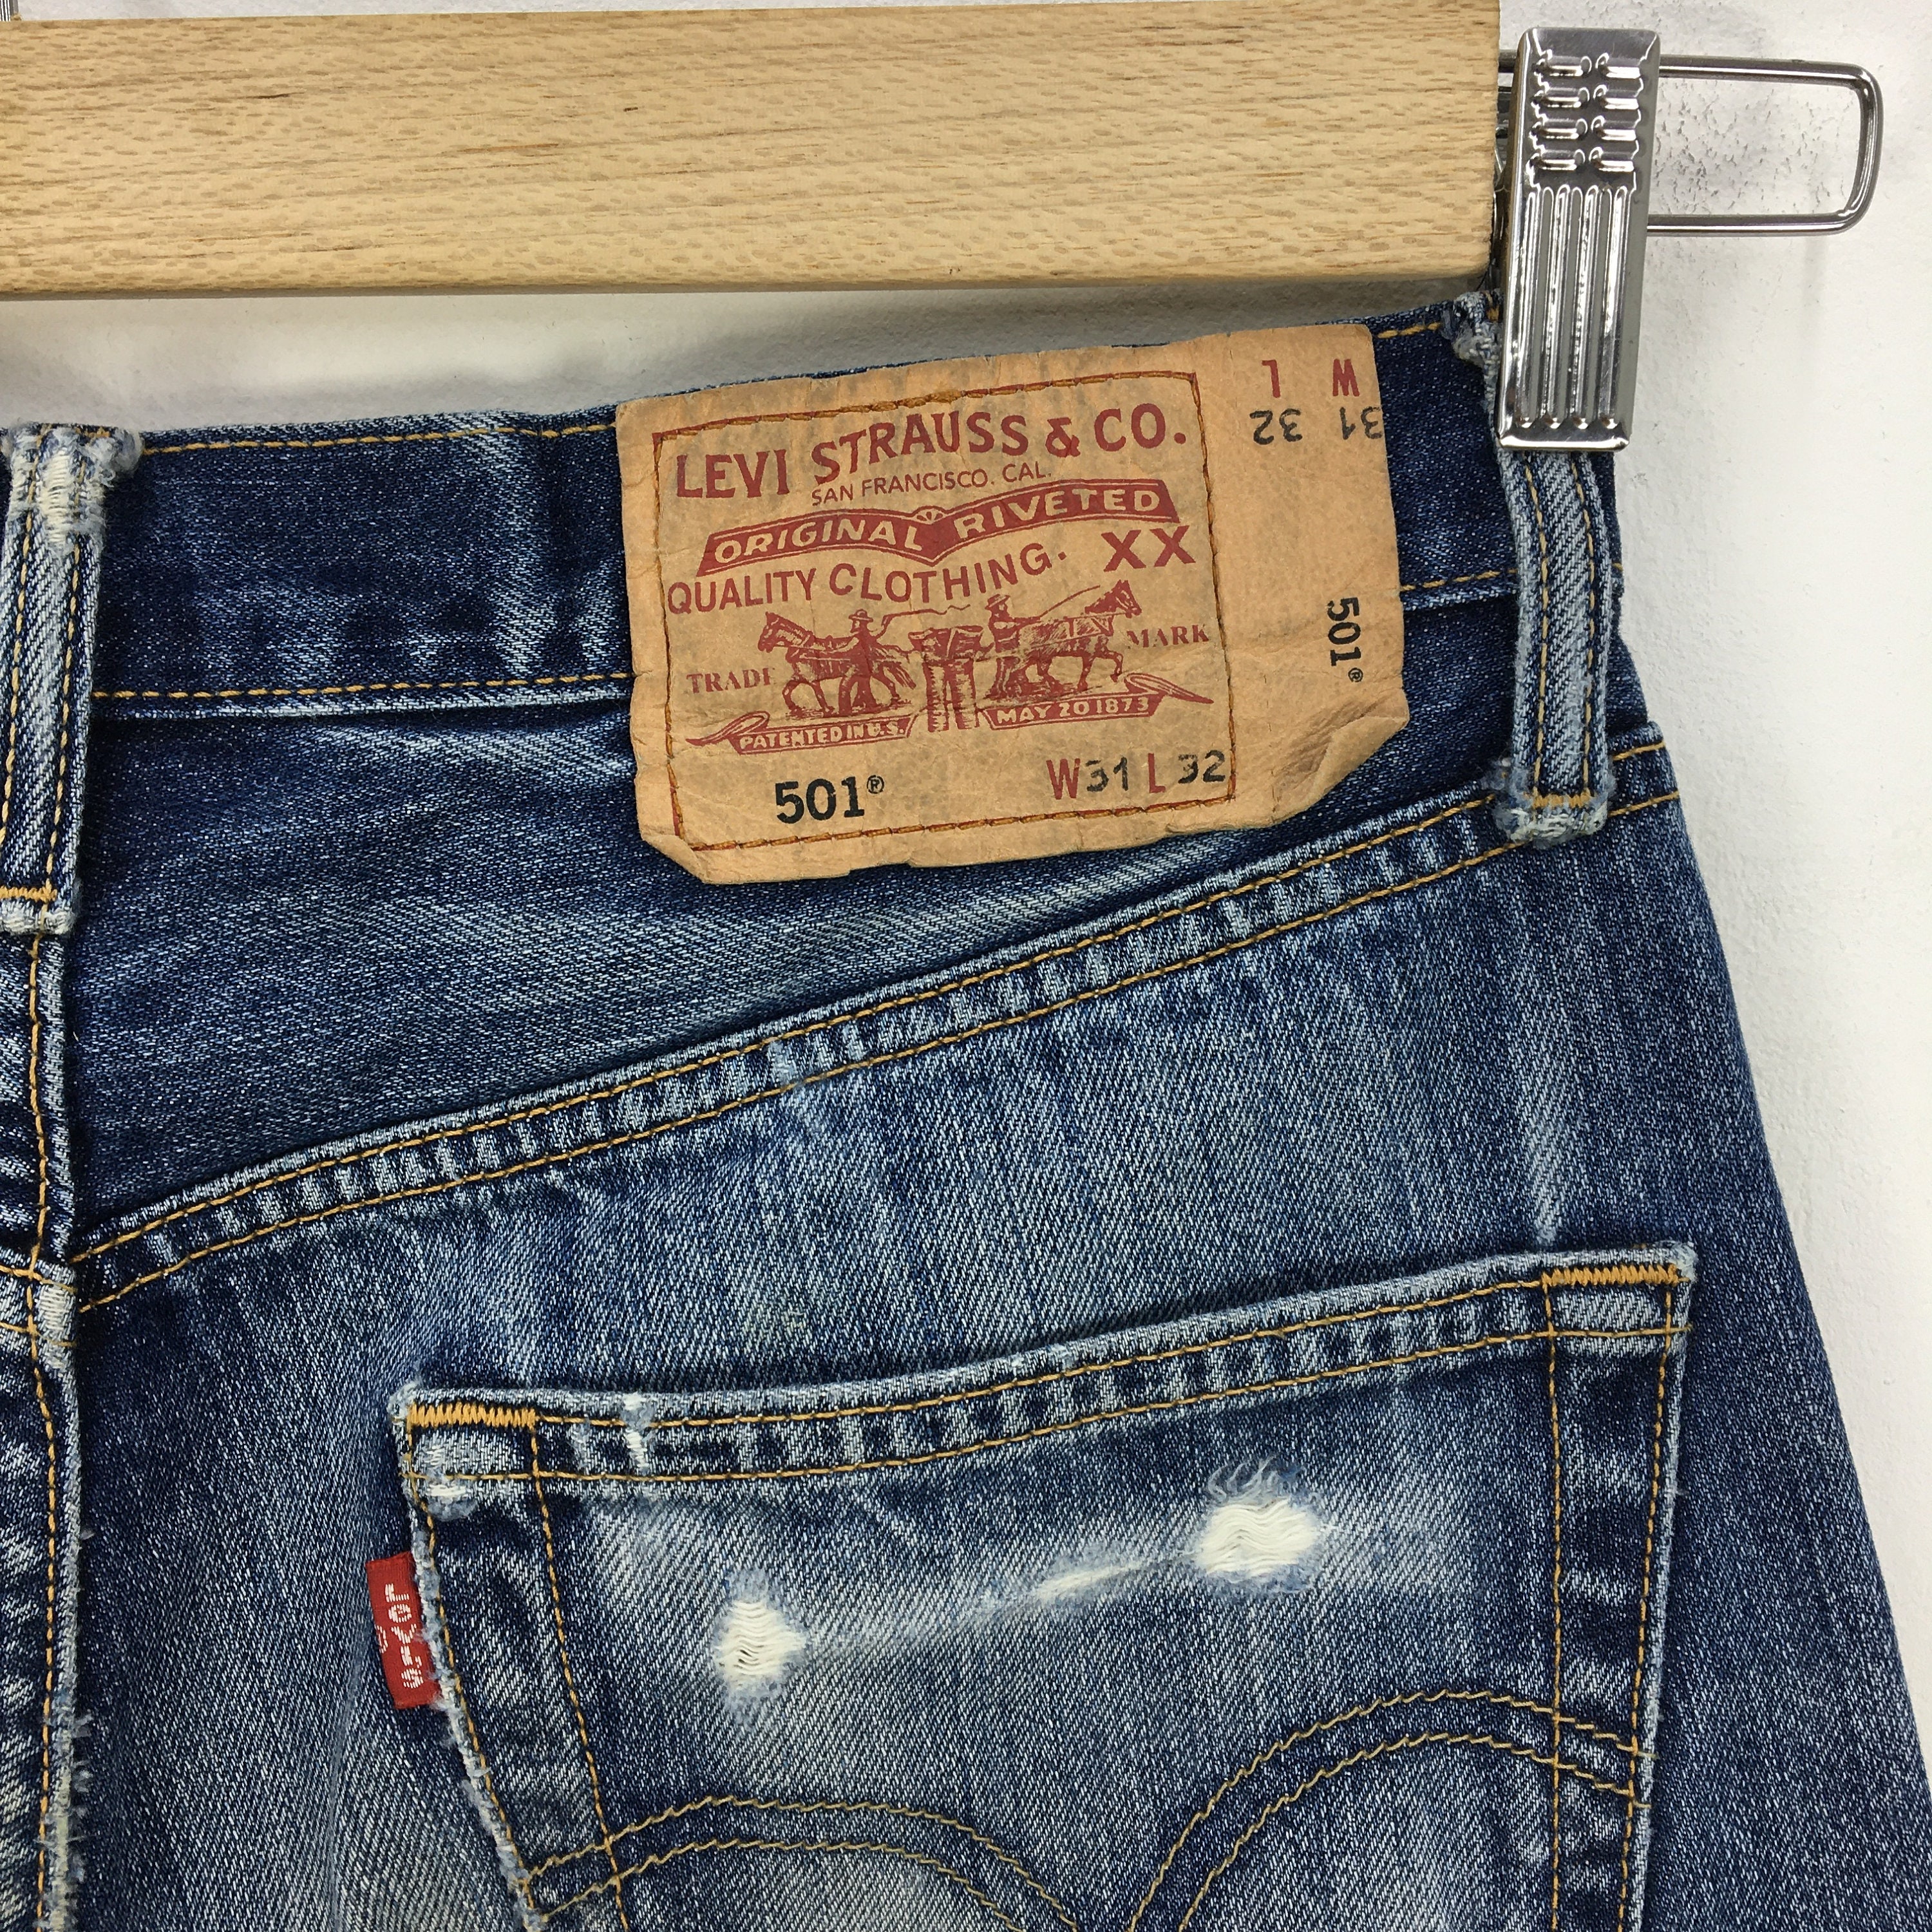 LEVI STRAUSS & CO.
SAN FRANCISCO. CAL.
ORIGINAL RIVETED
QUALITY CLOTHING. XX
TRADE MARK
PATENTED IN U.S. MAY 20 1873
501® W31 L32
W L
31 32
501®
LEVI'S
®